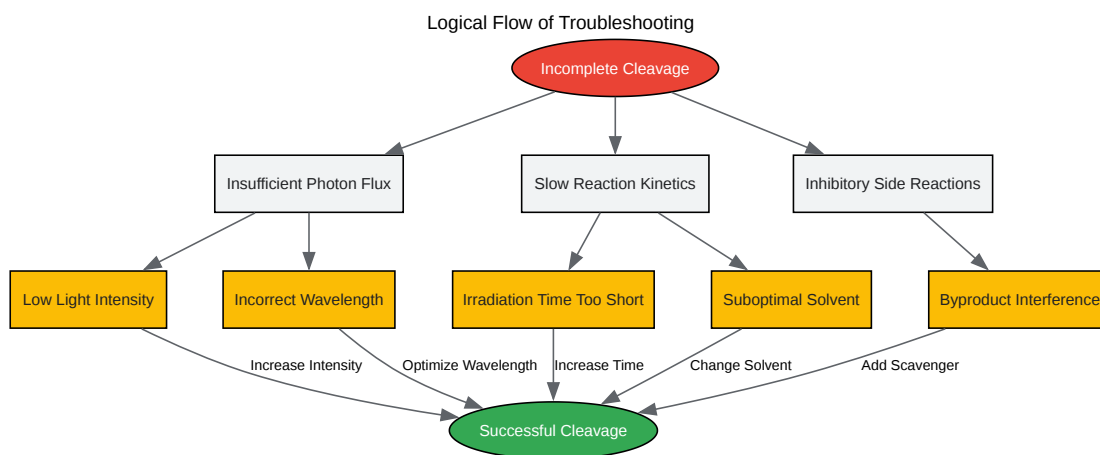 Logical Flow of Troubleshooting
Incomplete Cleavage
Insufficient Photon Flux
Slow Reaction Kinetics
Inhibitory Side Reactions
Low Light Intensity
Incorrect Wavelength
Irradiation Time Too Short
Suboptimal Solvent
Byproduct Interference
Increase Intensity
Optimize Wavelength
Increase Time
Change Solvent
Add Scavenger
Successful Cleavage